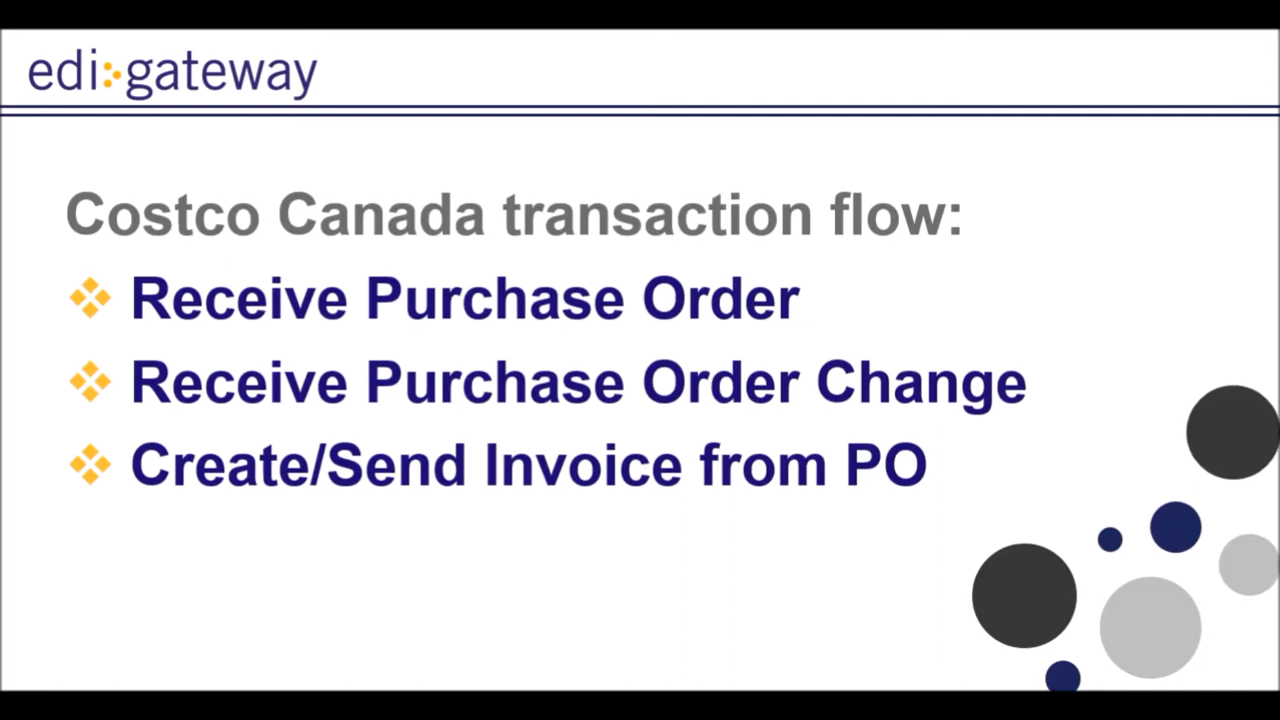 edi:·gateway
Costco Canada transaction flow:
❖ Receive Purchase Order
❖ Receive Purchase Order Change
❖ Create/Send Invoice from PO